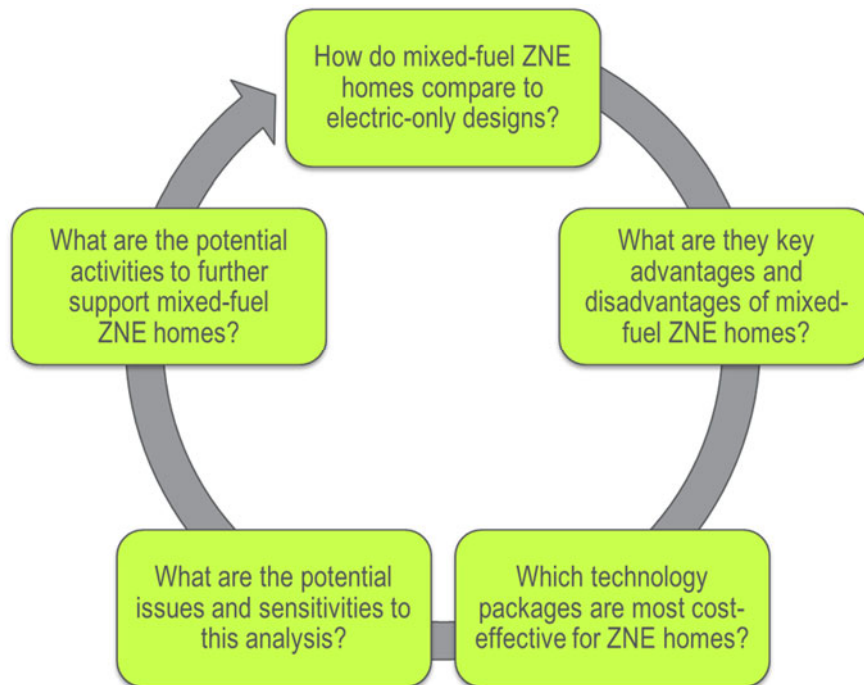 How do mixed-fuel ZNE
homes compare to
electric-only designs?
What are they key
advantages and
disadvantages of mixed-
fuel ZNE homes?
Which technology
packages are most cost-
effective for ZNE homes?
What are the potential
issues and sensitivities to
this analysis?
What are the potential
activities to further
support mixed-fuel
ZNE homes?